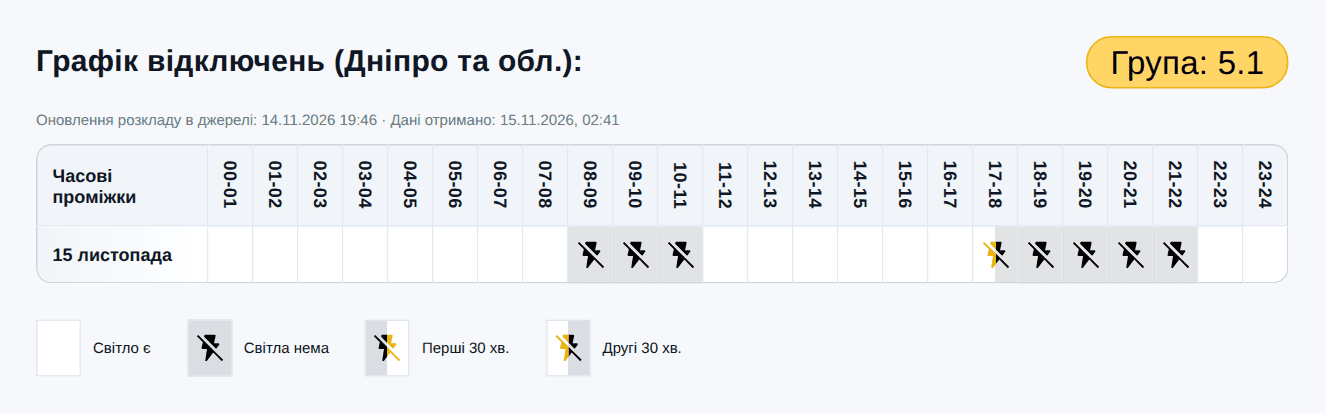 Графік відключень (Дніпро та обл.):
Група: 5.1
Оновлення розкладу в джерелі: 14.11.2026 19:46 · Дані отримано: 15.11.2026, 02:41
Часові
проміжки
00-01
01-02
02-03
03-04
04-05
05-06
06-07
07-08
08-09
09-10
10-11
11-12
12-13
13-14
14-15
15-16
16-17
17-18
18-19
19-20
20-21
21-22
22-23
23-24
15 листопада
Світло є
Світла нема
Перші 30 хв.
Другі 30 хв.